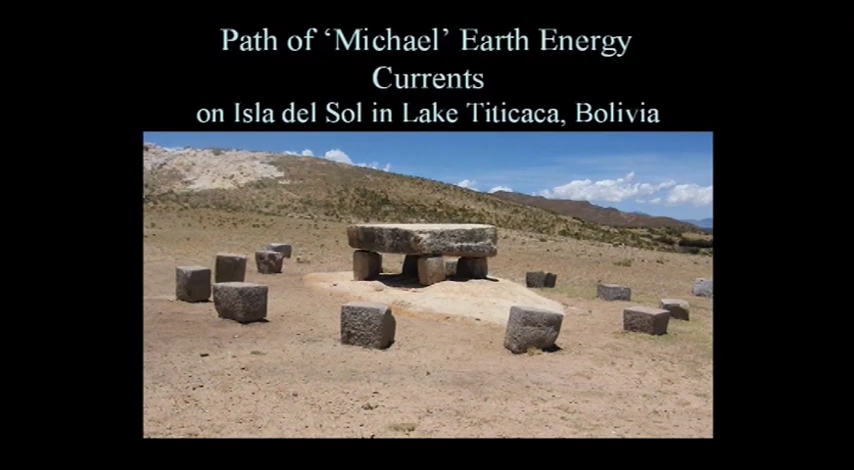 Path of ‘Michael’ Earth Energy
Currents
on Isla del Sol in Lake Titicaca, Bolivia